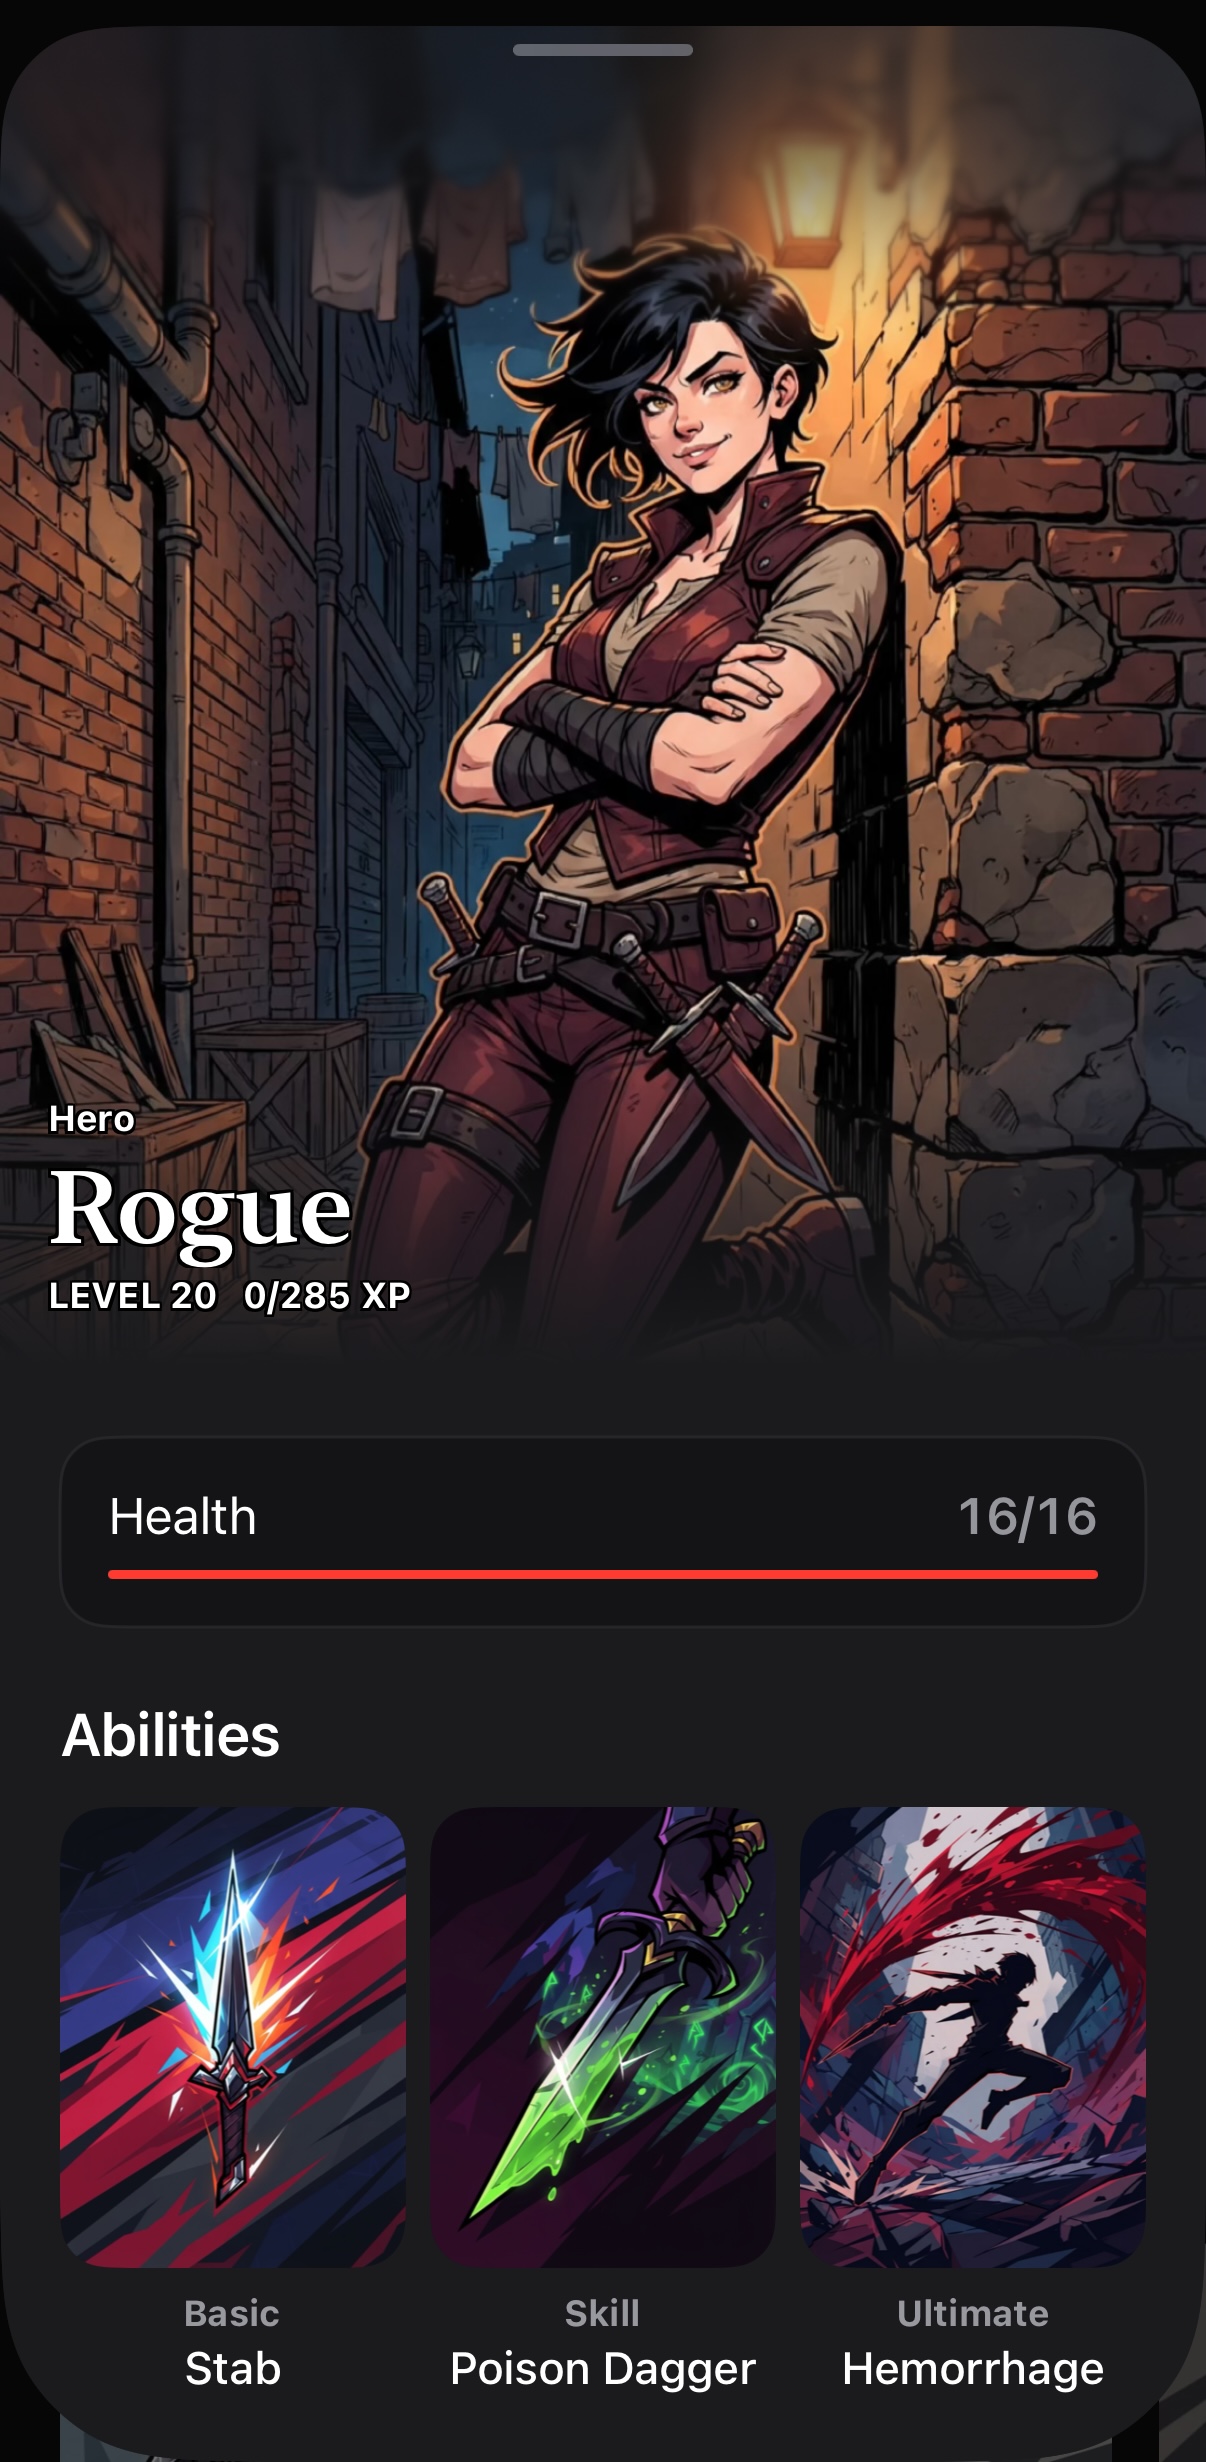 Hero
Rogue
LEVEL 20 0/285 XP
Health 16/16
Abilities
Basic Skill Ultimate
Stab Poison Dagger Hemorrhage